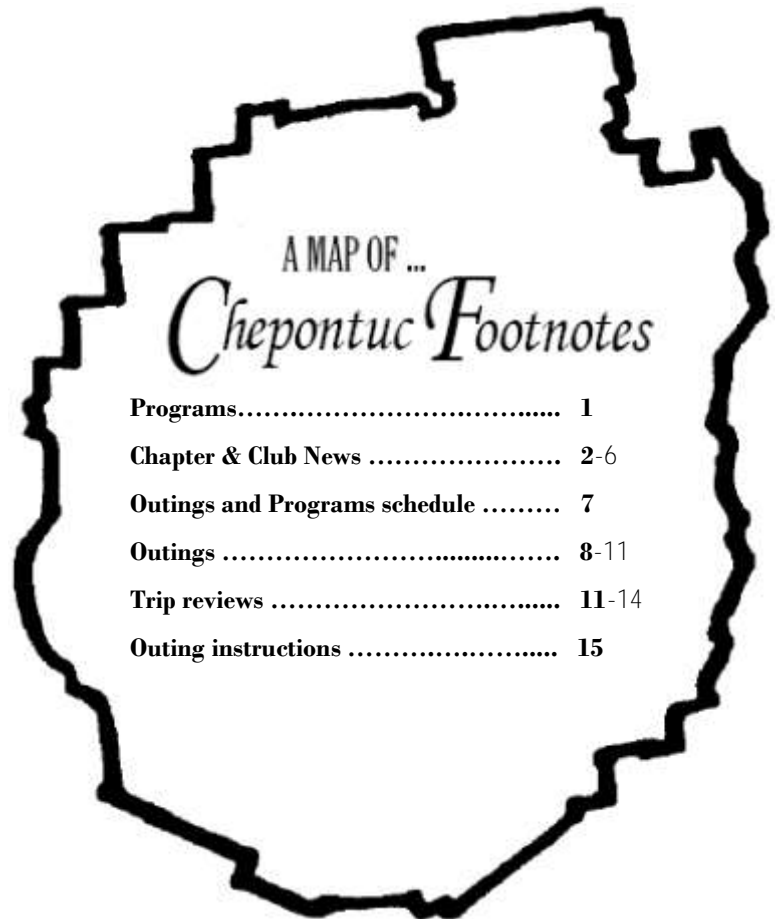 A MAP OF ...
Chepontuc Footnotes
Programs…….………………….……...... 1
Chapter & Club News …………………. 2-6
Outings and Programs schedule ……… 7
Outings …………………….........……. 8-11
Trip reviews …………………….…...... 11-14
Outing instructions ……….….……..... 15